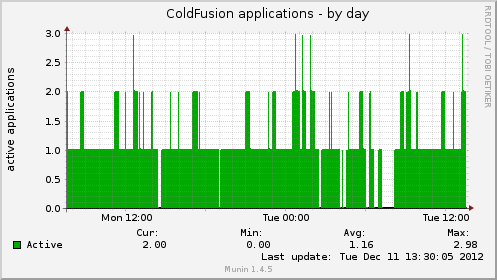 ColdFusion applications - by day
RRDTOOL / TOBI OETIKER
active applications
3.0
2.5
2.0
1.5
1.0
0.5
0.0
Mon 12:00 Tue 00:00 Tue 12:00
Cur: Min: Avg: Max:
Active 2.00 0.00 1.16 2.98
Last update: Tue Dec 11 13:30:05 2012
Munin 1.4.5